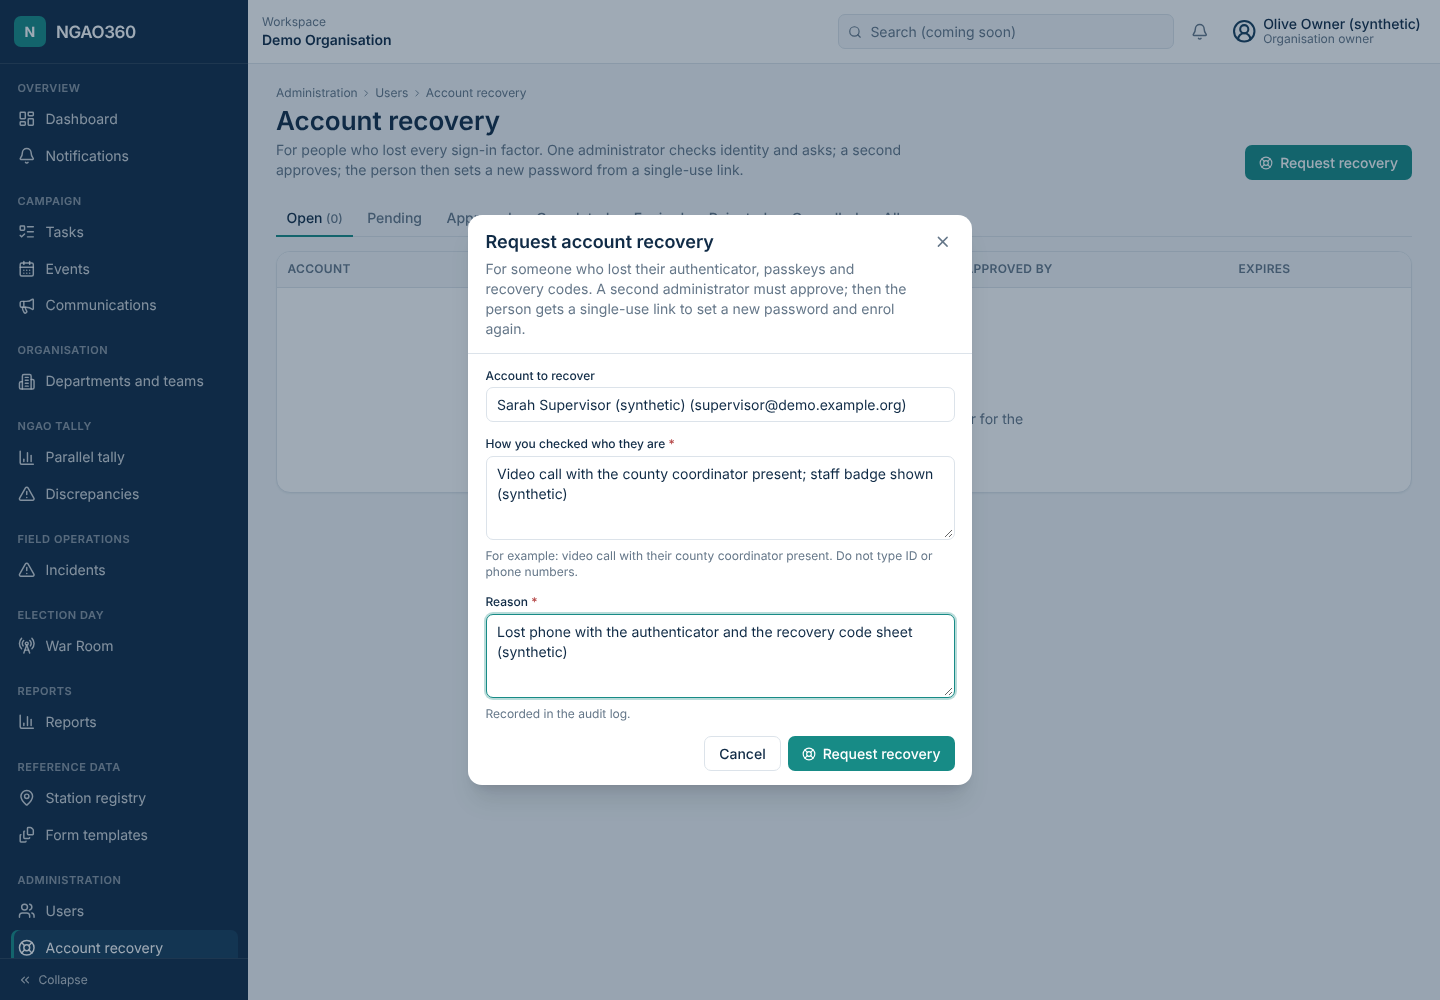 N NGAO360
OVERVIEW
Dashboard
Notifications
CAMPAIGN
Tasks
Events
Communications
ORGANISATION
Departments and teams
NGAO TALLY
Parallel tally
Discrepancies
FIELD OPERATIONS
Incidents
ELECTION DAY
War Room
REPORTS
Reports
REFERENCE DATA
Station registry
Form templates
ADMINISTRATION
Users
Account recovery
Collapse
Workspace
Demo Organisation
Search (coming soon)
Olive Owner (synthetic)
Organisation owner
Administration > Users > Account recovery
Account recovery
For people who lost every sign-in factor. One administrator checks identity and asks; a second
approves; the person then sets a new password from a single-use link.
Request recovery
Open (0) Pending
ACCOUNT
EXPIRES
r for the
Request account recovery
For someone who lost their authenticator, passkeys and
recovery codes. A second administrator must approve; then the
person gets a single-use link to set a new password and enrol
again.
Account to recover
Sarah Supervisor (synthetic) (supervisor@demo.example.org)
How you checked who they are *
Video call with the county coordinator present; staff badge shown
(synthetic)
For example: video call with their county coordinator present. Do not type ID or
phone numbers.
Reason *
Lost phone with the authenticator and the recovery code sheet
(synthetic)
Recorded in the audit log.
Cancel
Request recovery